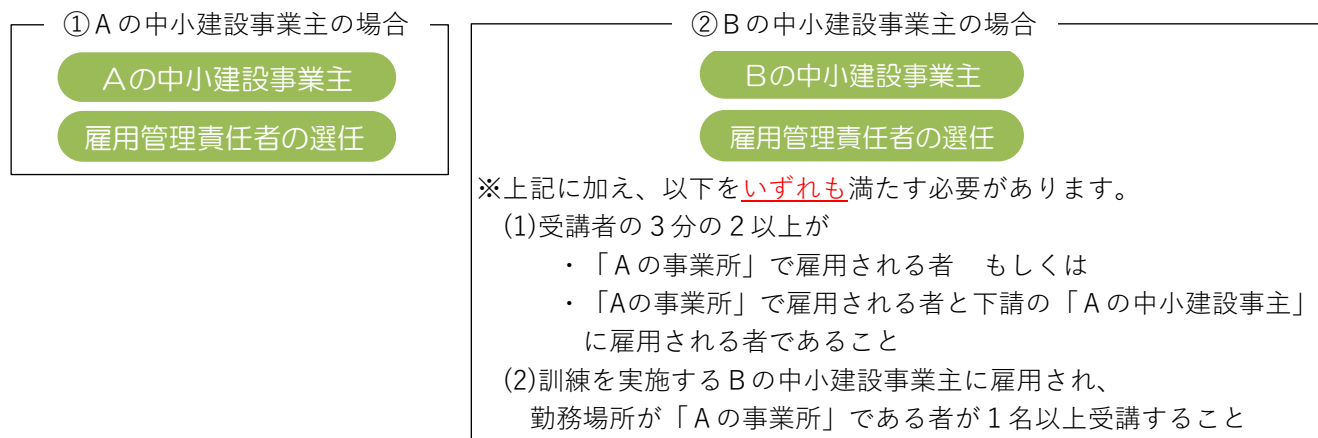 ①Ａの中小建設事業主の場合
Aの中小建設事業主
雇用管理責任者の選任
②Ｂの中小建設事業主の場合
Bの中小建設事業主
雇用管理責任者の選任
※上記に加え、以下をいずれも満たす必要があります。
(1)受講者の３分の２以上が
・「Ａの事業所」で雇用される者　もしくは
・「Aの事業所」で雇用される者と下請の「Ａの中小建設事主」
に雇用される者であること
(2)訓練を実施するＢの中小建設事業主に雇用され、
勤務場所が「Ａの事業所」である者が１名以上受講すること